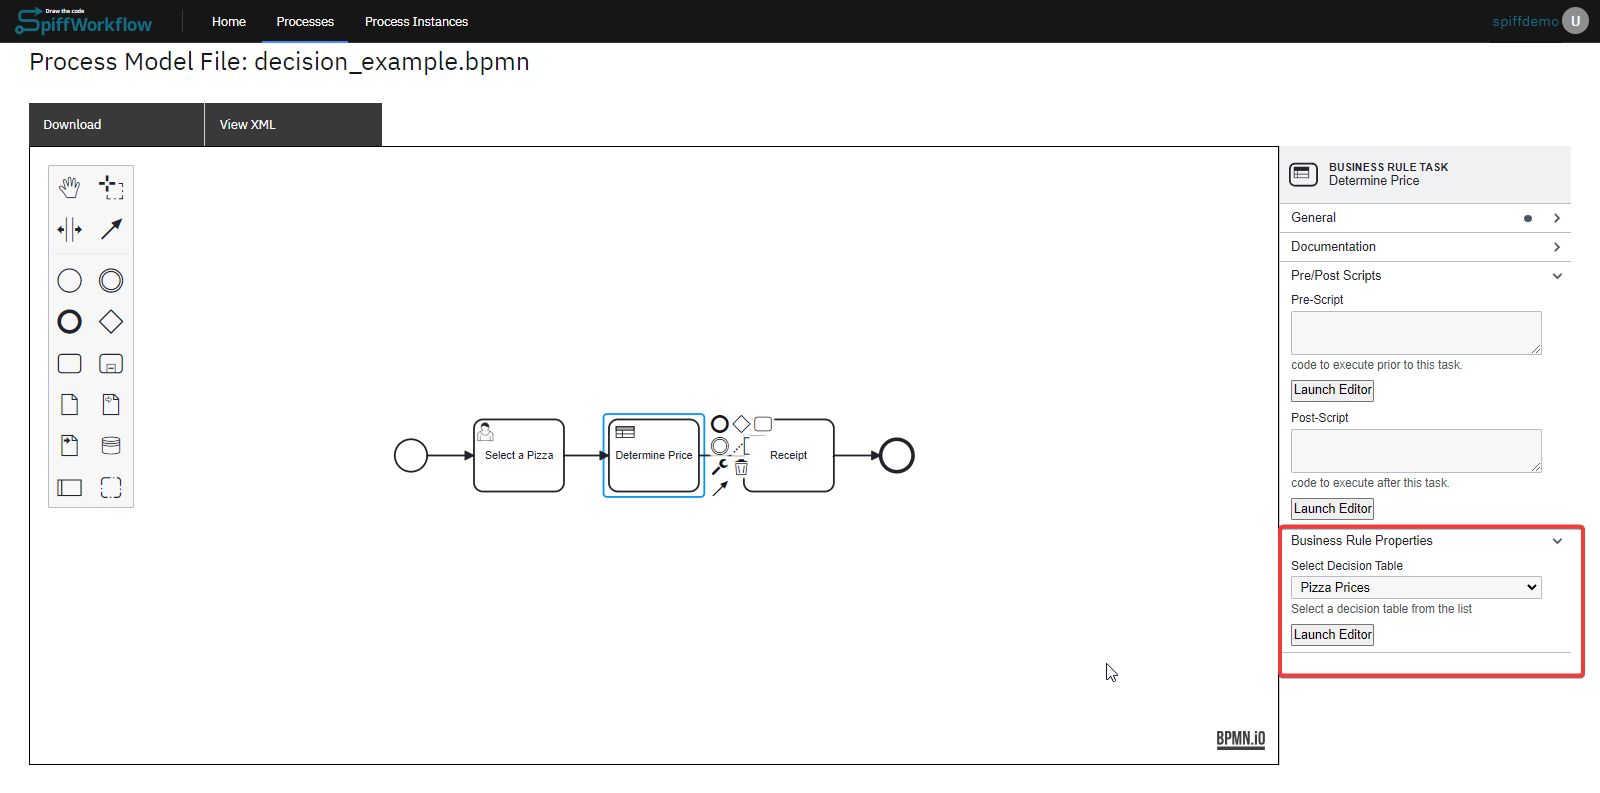 Draw the code
SpiffWorkflow
Home
Processes
Process Instances
spiffdemo
U
Process Model File: decision_example.bpmn
Download
View XML
BUSINESS RULE TASK
Determine Price
General
Documentation
Pre/Post Scripts
Pre-Script
code to execute prior to this task.
Launch Editor
Post-Script
code to execute after this task.
Launch Editor
Select a Pizza
Determine Price
Receipt
Business Rule Properties
Select Decision Table
Pizza Prices
Select a decision table from the list
Launch Editor
BPMN.iO